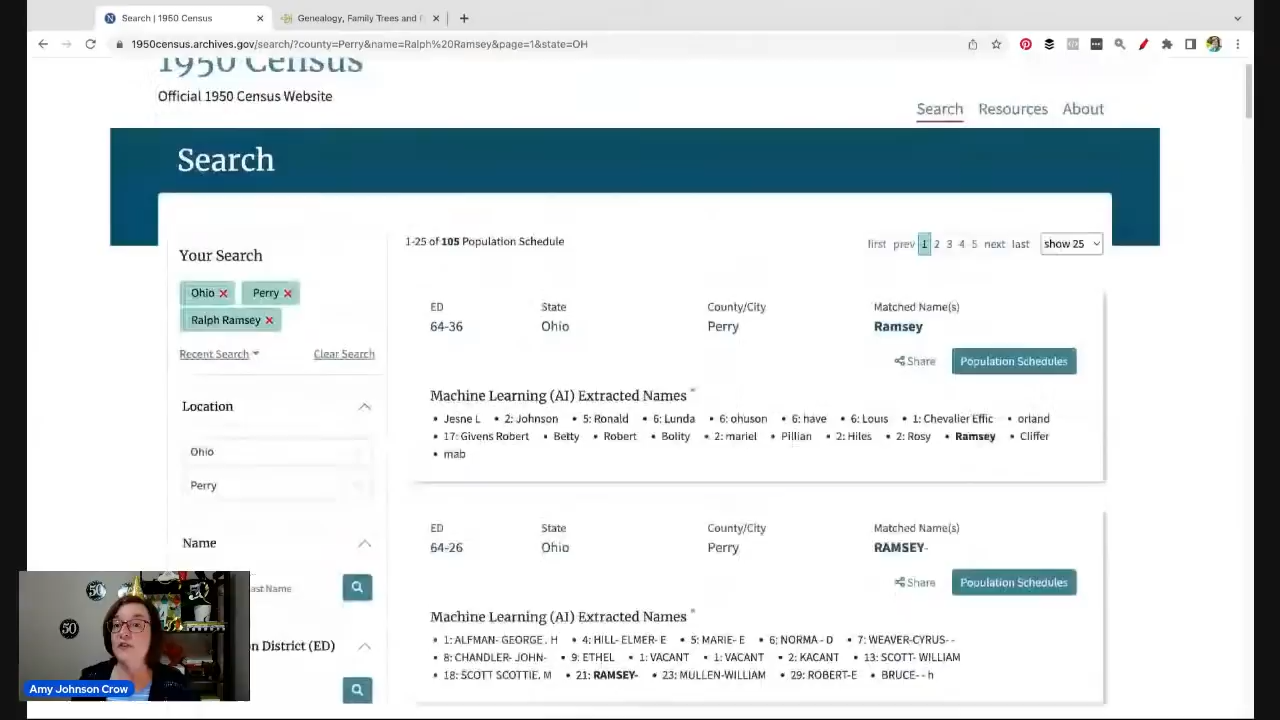 Search | 1950 Census
Genealogy, Family Trees and
1950census.archives.gov/search/?county=Perry&name=Ralph%20Ramsey&page=1&state=OH
1950 Census
Official 1950 Census Website
Search Resources About
Search
Your Search
Ohio Perry
Ralph Ramsey
Recent Search Clear Search
Location
Ohio
Perry
Name
ast Name
on District (ED)
1-25 of 105 Population Schedule
first prev 1 2 3 4 5 next last show 25
ED State County/City Matched Name(s)
64-36 Ohio Perry Ramsey
Share Population Schedules
Machine Learning (AI) Extracted Names *
• Jesne L • 2: Johnson • 5: Ronald • 6: Lunda • 6: ohuson • 6: have • 6: Louis • 1: Chevalier Effic • orland
• 17: Givens Robert • Betty • Robert • Bolity • 2: mariel • Pillian • 2: Hiles • 2: Rosy • Ramsey • Cliffer
• mab
ED State County/City Matched Name(s)
64-26 Ohio Perry RAMSEY-
Share Population Schedules
Machine Learning (AI) Extracted Names *
• 1: ALFMAN- GEORGE . H • 4: HILL- ELMER- E • 5: MARIE- E • 6: NORMA - D • 7: WEAVER-CYRUS- -
• 8: CHANDLER- JOHN- • 9: ETHEL • 1: VACANT • 1: VACANT • 2: KACANT • 13: SCOTT- WILLIAM
• 18: SCOTT SCOTTIE. M • 21: RAMSEY- • 23: MULLEN-WILLIAM • 29: ROBERT-E • BRUCE- - h
50
50
50
Amy Johnson Crow